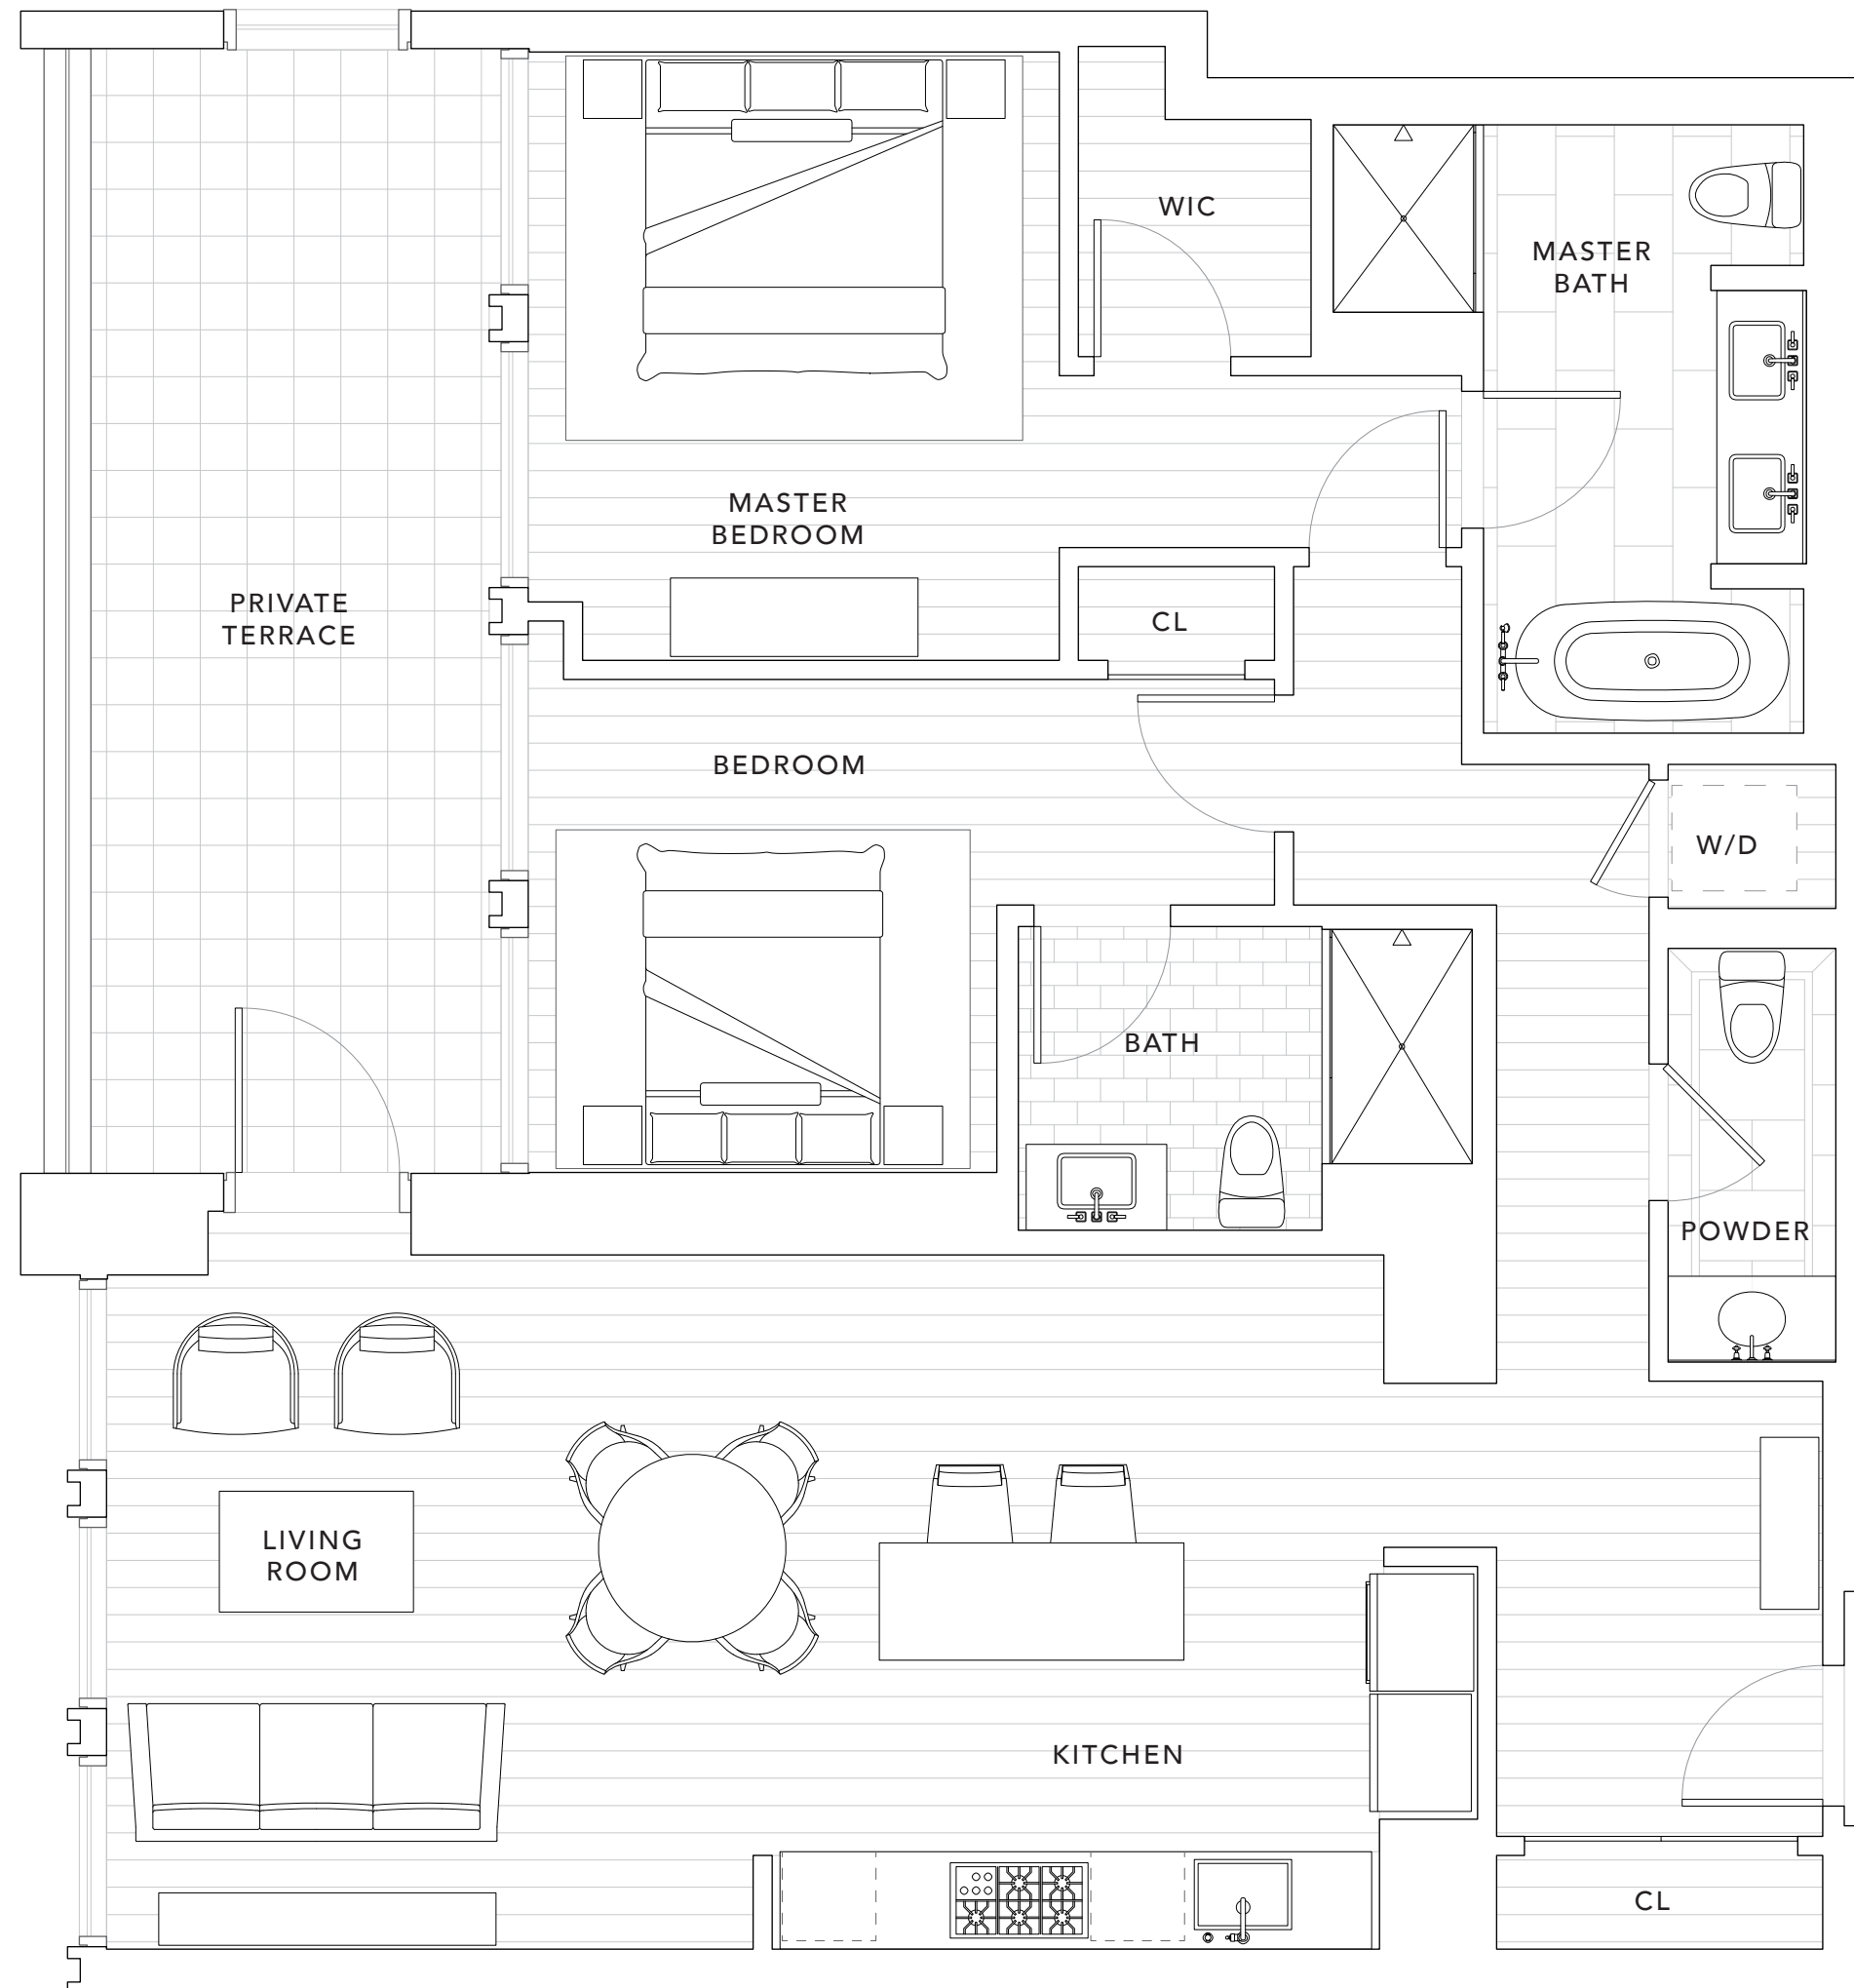 WIC
MASTER
BATH
MASTER
BEDROOM
PRIVATE
TERRACE
CL
BEDROOM
W/D
BATH
POWDER
LIVING
ROOM
KITCHEN
CL